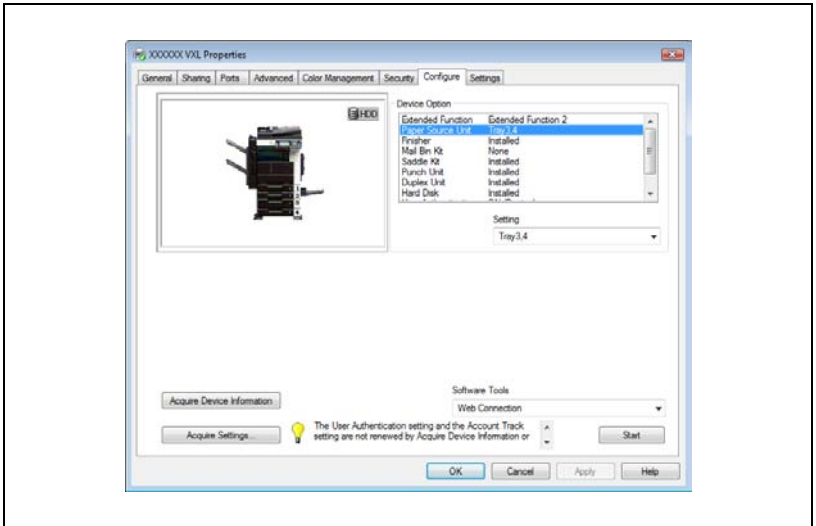 XXXXXX VXL Properties
General Sharing Ports Advanced Color Management Security Configure Settings
HDD
Device Option
Extended Function Extended Function 2
Paper Source Unit Tray3,4
Finisher Installed
Mail Bin Kit None
Saddle Kit Installed
Punch Unit Installed
Duplex Unit Installed
Hard Disk Installed
Setting
Tray3,4
Software Tools
Acquire Device Information
Web Connection
Acquire Settings...
The User Authentication setting and the Account Track
setting are not renewed by Acquire Device Information or
Start
OK Cancel Apply Help